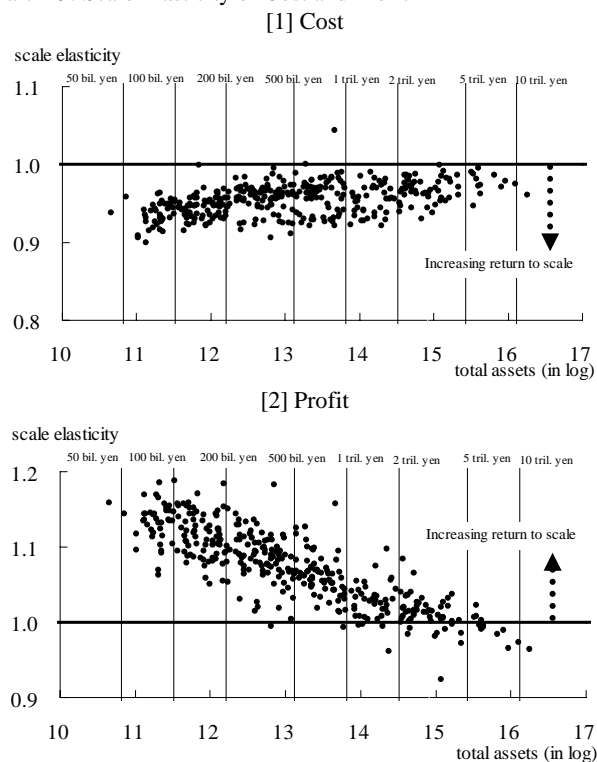 [1] Cost
scale elasticity
50 bil. yen 100 bil. yen 200 bil. yen 500 bil. yen 1 tril. yen 2 tril. yen 5 tril. yen 10 tril. yen
1.1
1.0
0.9
Increasing return to scale
0.8
10 11 12 13 14 15 16 17
total assets (in log)
[2] Profit
scale elasticity
50 bil. yen 100 bil. yen 200 bil. yen 500 bil. yen 1 tril. yen 2 tril. yen 5 tril. yen 10 tril. yen
1.2
Increasing return to scale
1.1
1.0
0.9
10 11 12 13 14 15 16 17
total assets (in log)